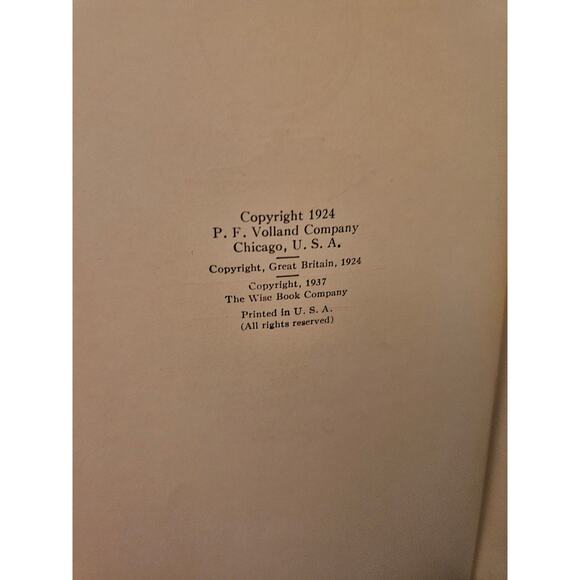 Copyright 1924
P. F. Volland Company
Chicago, U. S. A.
Copyright, Great Britain, 1924
Copyright, 1937
The Wise Book Company
Printed in U. S. A.
(All rights reserved)